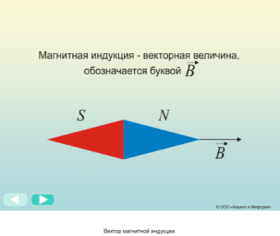 Магнитная индукция - векторная величина,
обозначается буквой B
S N
B
© ООО «Кирилл и Мефодий»
Вектор магнитной индукции.